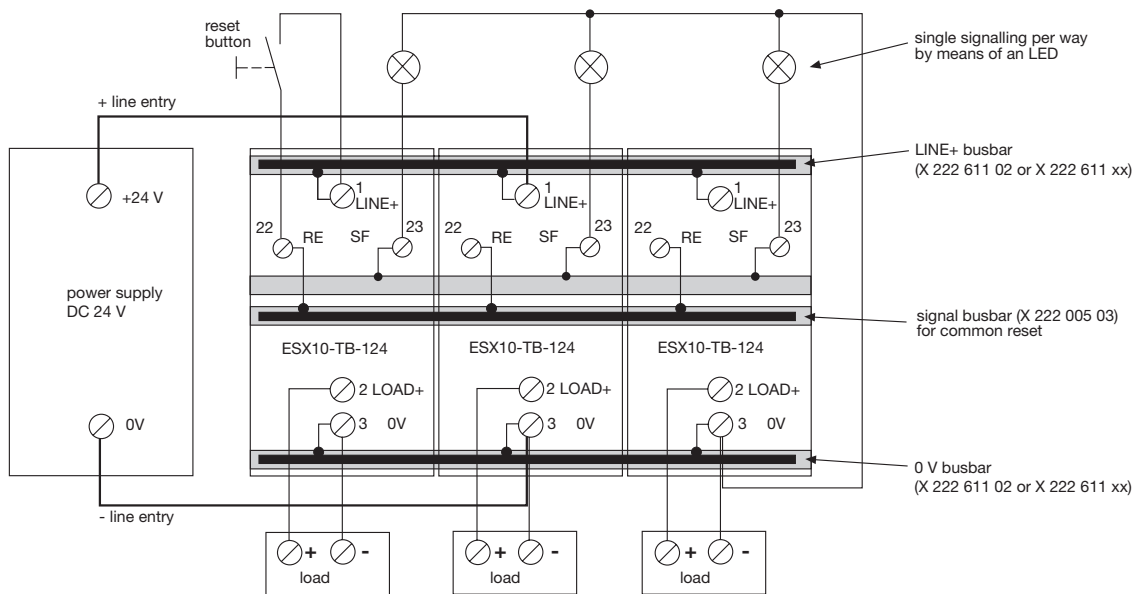 reset
button
single signalling per way
by means of an LED
+ line entry
LINE+ busbar
(X 222 611 02 or X 222 611 xx)
+24 V
1
LINE+
1
LINE+
1
LINE+
22
RE
SF
23
22
RE
SF
23
22
RE
SF
23
power supply
DC 24 V
signal busbar (X 222 005 03)
for common reset
ESX10-TB-124
ESX10-TB-124
ESX10-TB-124
2 LOAD+
2 LOAD+
2 LOAD+
0V
3 0V
3 0V
3 0V
0 V busbar
(X 222 611 02 or X 222 611 xx)
- line entry
+ -
load
+ -
load
+ -
load